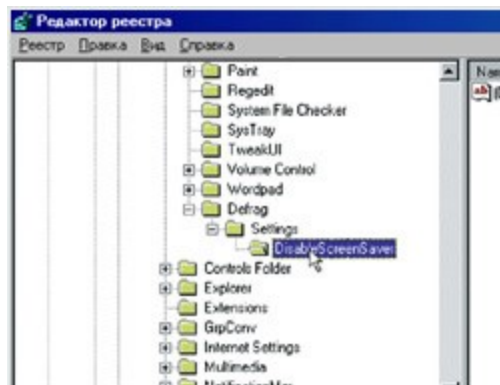 Редактор реестра
Реестр Правка Вид Справка
Paint
Regedit
System File Checker
SysTray
TweakUI
Volume Control
Wordpad
Defrag
Settings
DisableScreenSaver
Controls Folder
Explorer
Extensions
GrpConv
Internet Settings
Multimedia